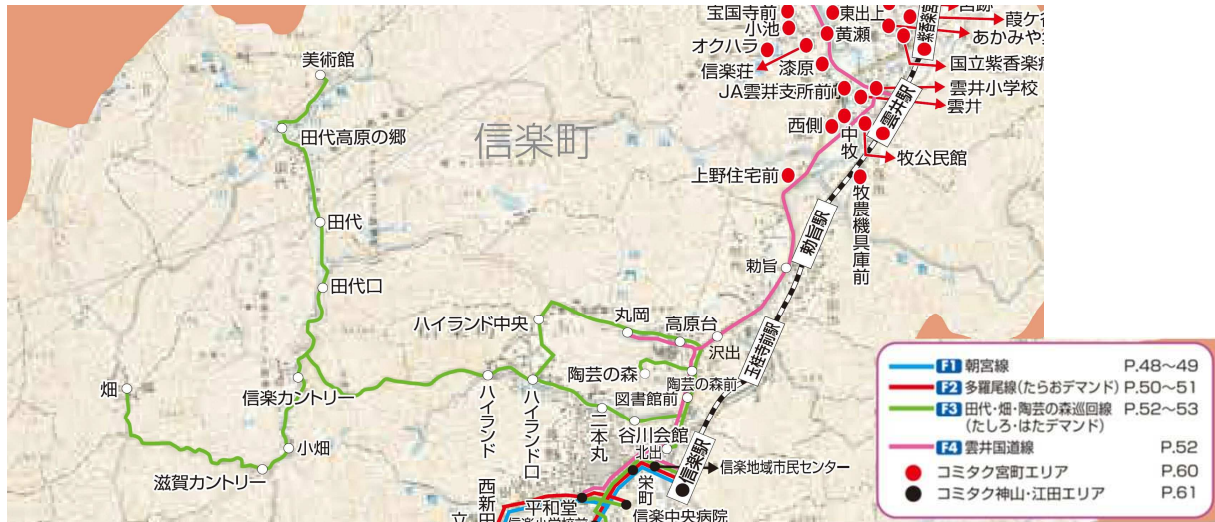 宝国寺前
小池
オクハラ
信楽荘
漆原
東出上
黄瀬
あかみや
国立紫香楽
JA雲井支所前
雲井小学校
雲井
雲井駅
西側
中牧
牧公民館
上野住宅前
牧農機具庫前
美術館
田代高原の郷
信楽町
田代
田代口
勅旨駅
勅旨
ハイランド中央
丸岡
高原台
沢出
玉桂寺前駅
陶芸の森
陶芸の森前
図書館前
畑
信楽カントリー
ハイランド
ハイランド口
二本丸
谷川会館
北出
小畑
滋賀カントリー
信楽駅
信楽地域市民センター
栄町
平和堂
西新田
信楽中央病院
F1 朝宮線 P.48〜49
F2 多羅尾線(たらおデマンド) P.50〜51
F3 田代・畑・陶芸の森巡回線 P.52〜53
(たしろ・はたデマンド)
F4 雲井国道線 P.52
コミタク宮町エリア P.60
コミタク神山・江田エリア P.61